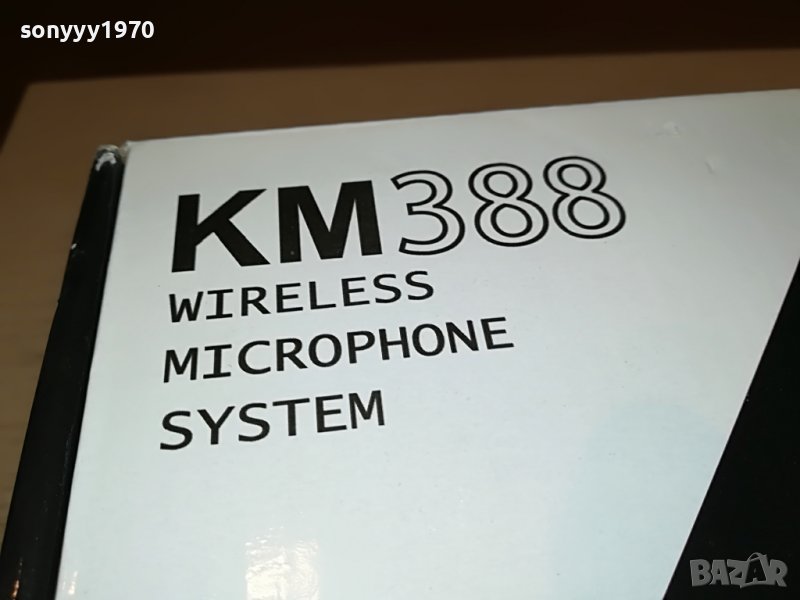 sonyyy1970
KM388
WIRELESS
MICROPHONE
SYSTEM
BAZAR